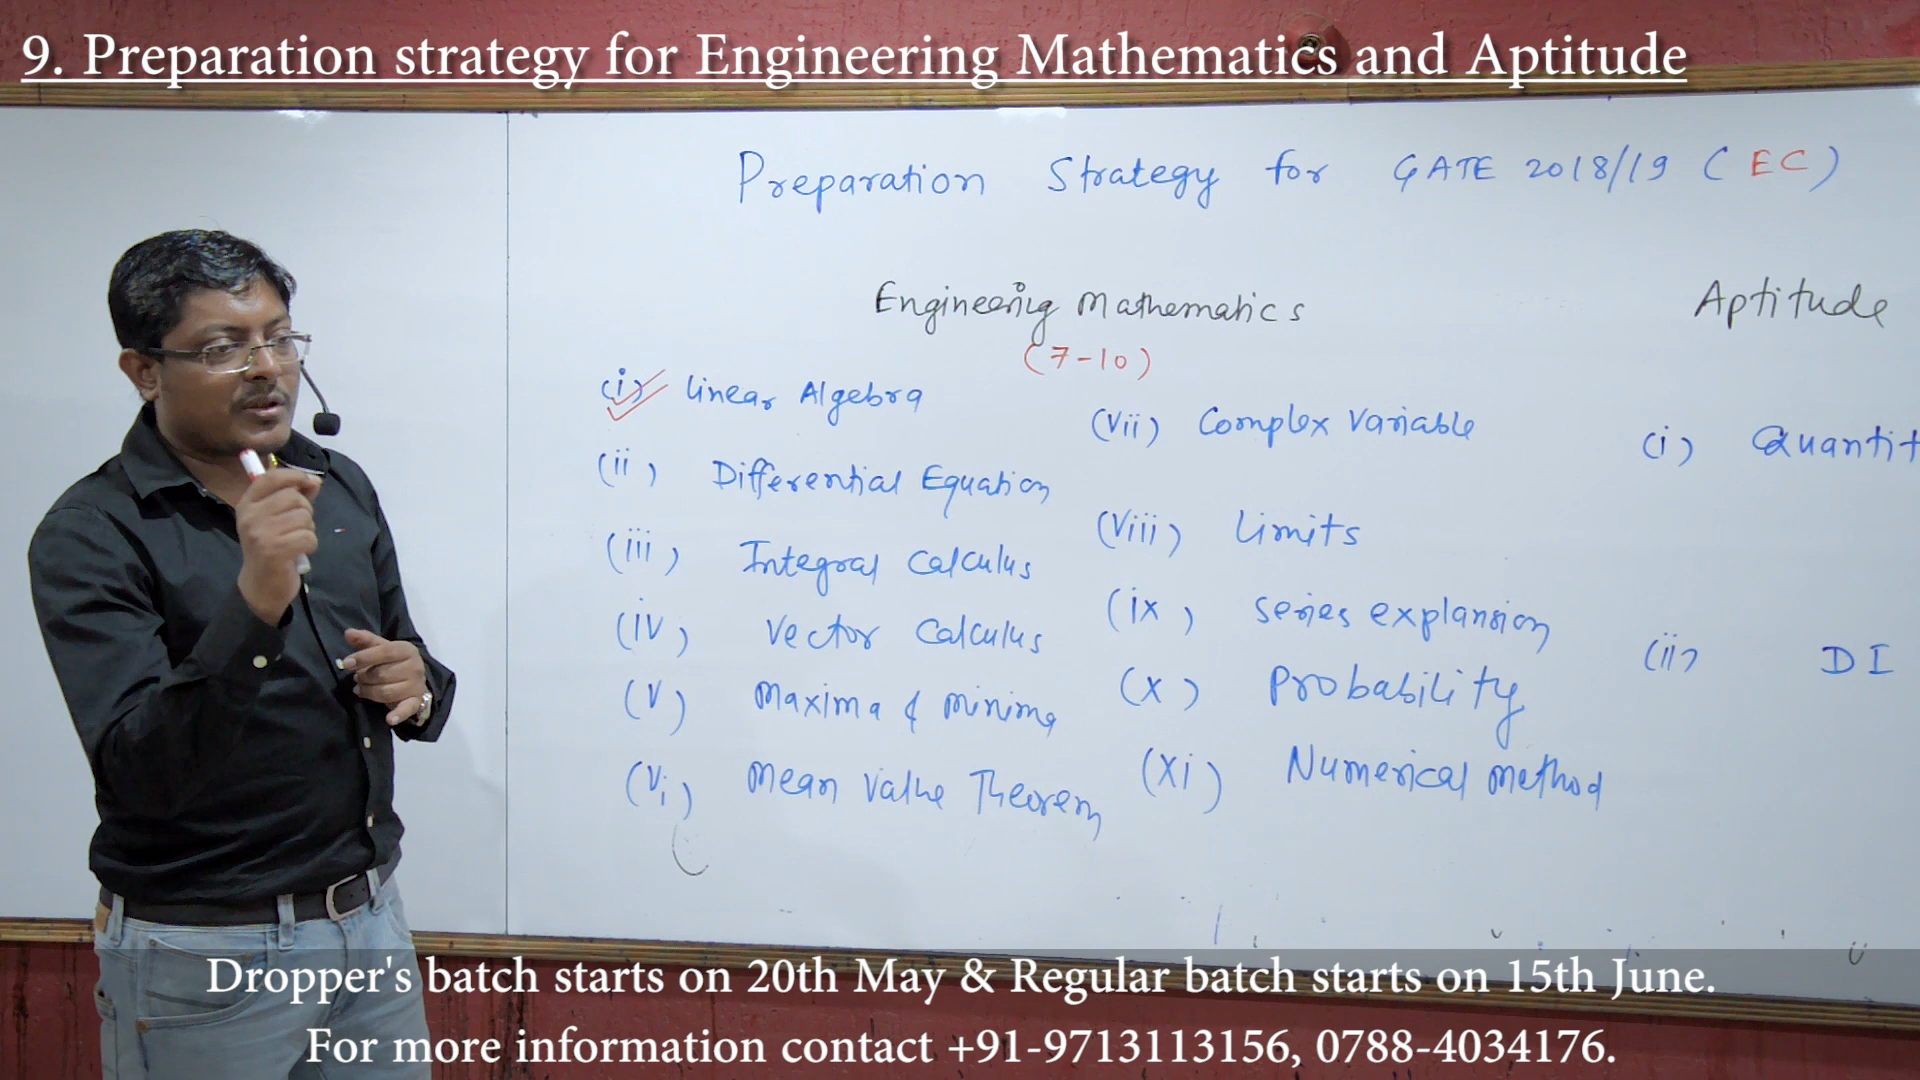 9. Preparation strategy for Engineering Mathematics and Aptitude
Preparation Strategy for GATE 2018/19 (EC)
Engineering Mathematics
(7-10)
(i) Linear Algebra
(ii) Differential Equation
(iii) Integral Calculus
(iv) Vector Calculus
(v) Maxima & Minima
(vi) Mean Value Theorem
(vii) Complex Variable
(viii) Limits
(ix) Series explansion
(x) Probability
(xi) Numerical Method
Aptitude
(i) Quantit
(ii) DI
Dropper's batch starts on 20th May & Regular batch starts on 15th June.
For more information contact +91-9713113156, 0788-4034176.